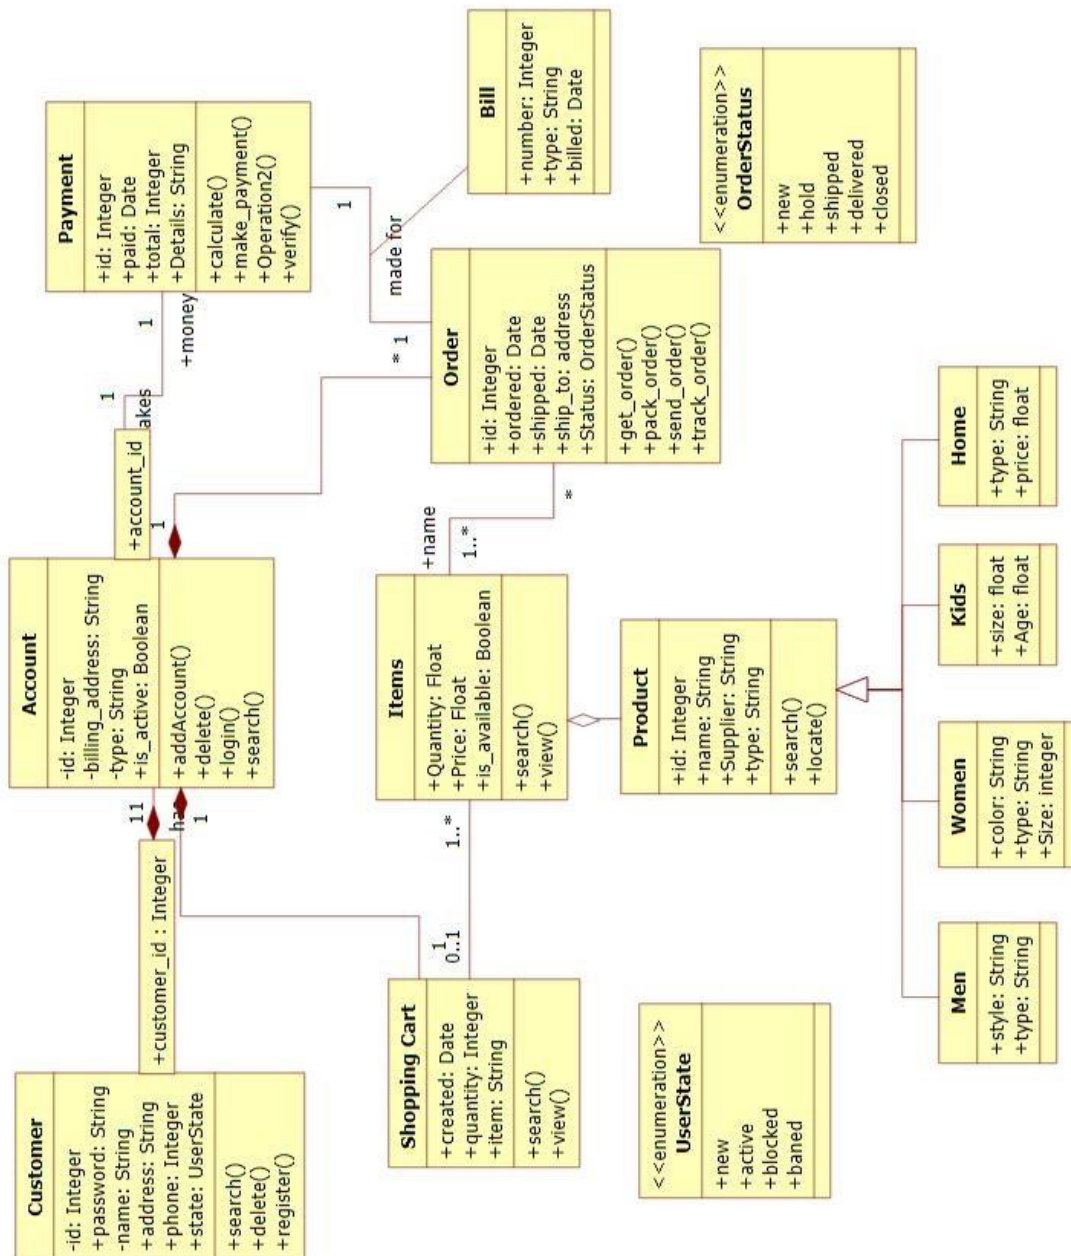 Customer
-id: Integer
+password: String
-name: String
+address: String
+phone: Integer
+state: UserState
+search()
+delete()
+register()
+customer_id : Integer
11
has
1
Account
-id: Integer
-billing_address: String
-type: String
+is_active: Boolean
+addAccount()
+delete()
+login()
+search()
+account_id
1
akes
1
1
+money
Payment
+id: Integer
+paid: Date
+total: Integer
+Details: String
+calculate()
+make_payment()
+Operation2()
+verify()
1
Shopping Cart
+created: Date
+quantity: Integer
+item: String
+search()
+view()
1
0..1
1..*
Items
+Quantity: Float
+Price: Float
+is_available: Boolean
+search()
+view()
+name
1..*
*
Order
+id: Integer
+ordered: Date
+shipped: Date
+ship_to: address
+Status: OrderStatus
+get_order()
+pack_order()
+send_order()
+track_order()
* 1
made for
Bill
+number: Integer
+type: String
+billed: Date
<<enumeration>>
UserState
+new
+active
+blocked
+baned
Product
+id: Integer
+name: String
+Supplier: String
+type: String
+search()
+locate()
<<enumeration>>
OrderStatus
+new
+hold
+shipped
+delivered
+closed
Men
+style: String
+type: String
Women
+color: String
+type: String
+Size: integer
Kids
+size: float
+Age: float
Home
+type: String
+price: float